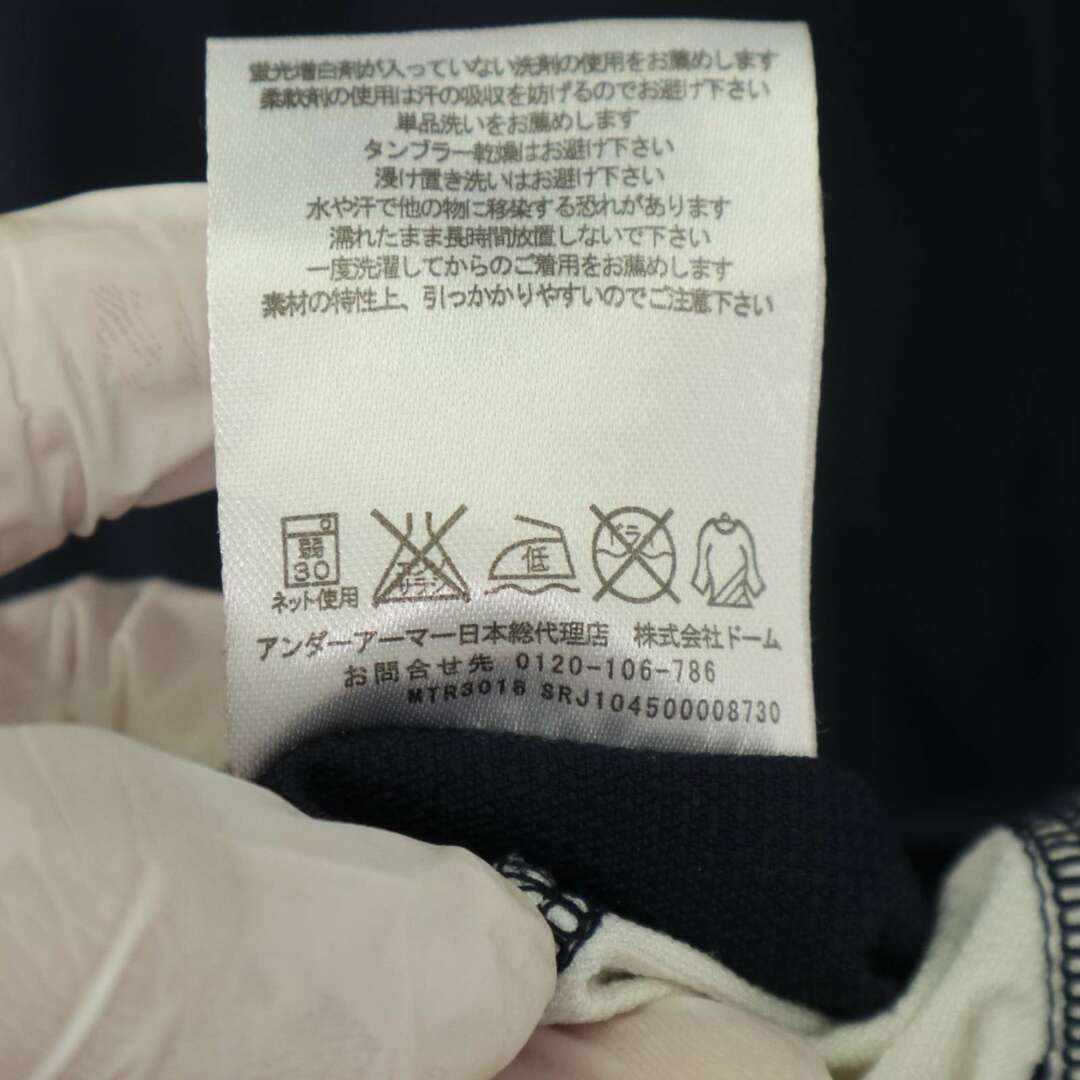 蛍光増白剤が入っていない洗剤の使用をお薦めします
柔軟剤の使用は汗の吸収を妨げるのでお避け下さい
単品洗いをお薦めします
タンブラー乾燥はお避け下さい
浸け置き洗いはお避け下さい
水や汗で他の物に移染する恐れがあります
濡れたまま長時間放置しないで下さい
一度洗濯してからのご着用をお薦めします
素材の特性上、引っかかりやすいのでご注意下さい
弱
30
ネット使用
エンソ
サラシ
低
ドライ
アンダーアーマー日本総代理店 株式会社ドーム
お問合せ先 0120-106-786
MTR3018 SRJ104500008730